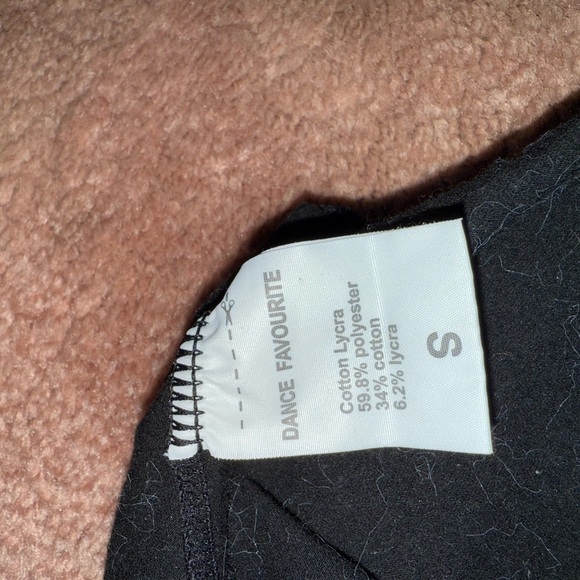 DANCE FAVOURITE
Cotton Lycra
59.8% polyester
34% cotton
6.2% lycra
S